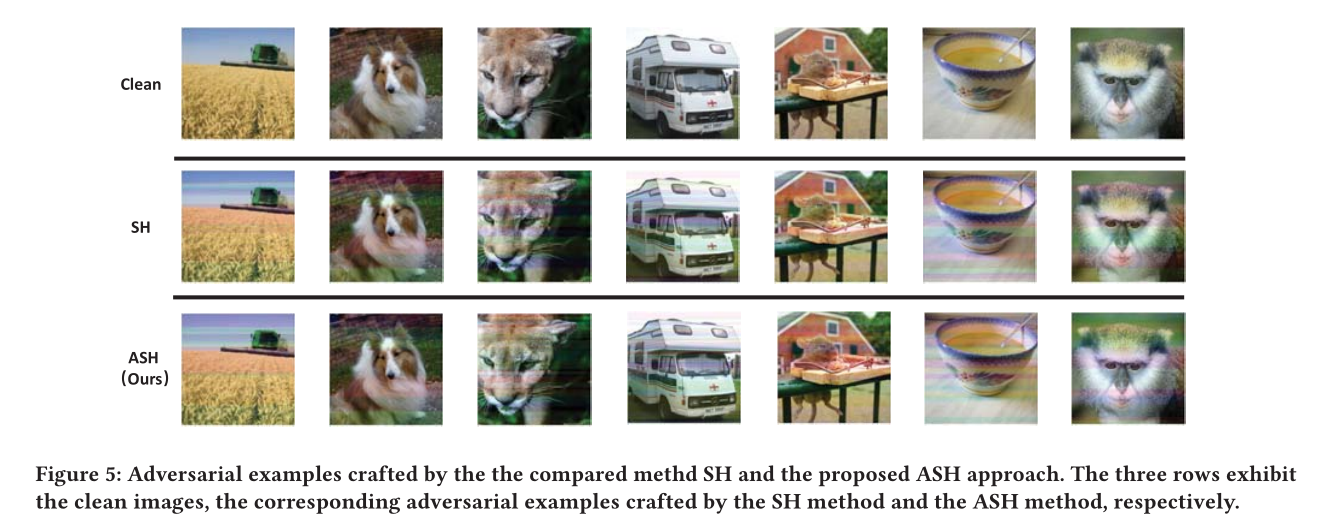 Clean
SH
ASH
(Ours)
Figure 5: Adversarial examples crafted by the the compared methd SH and the proposed ASH approach. The three rows exhibit
the clean images, the corresponding adversarial examples crafted by the SH method and the ASH method, respectively.